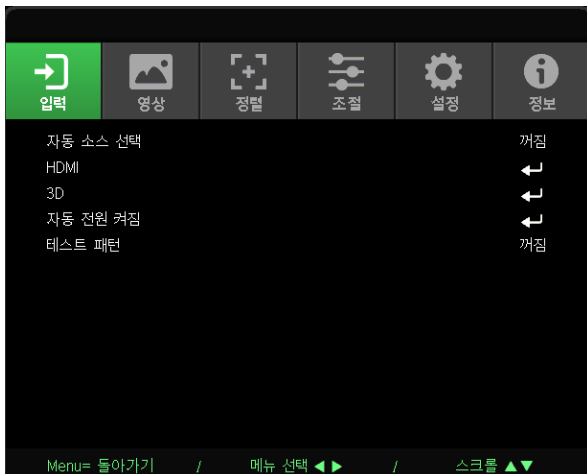 입력 영상 정렬 조절 설정 정보
자동 소스 선택 꺼짐
HDMI
3D
자동 전원 켜짐
테스트 패턴 꺼짐
Menu= 돌아가기 / 메뉴 선택 ◀ ▶ / 스크롤 ▲▼